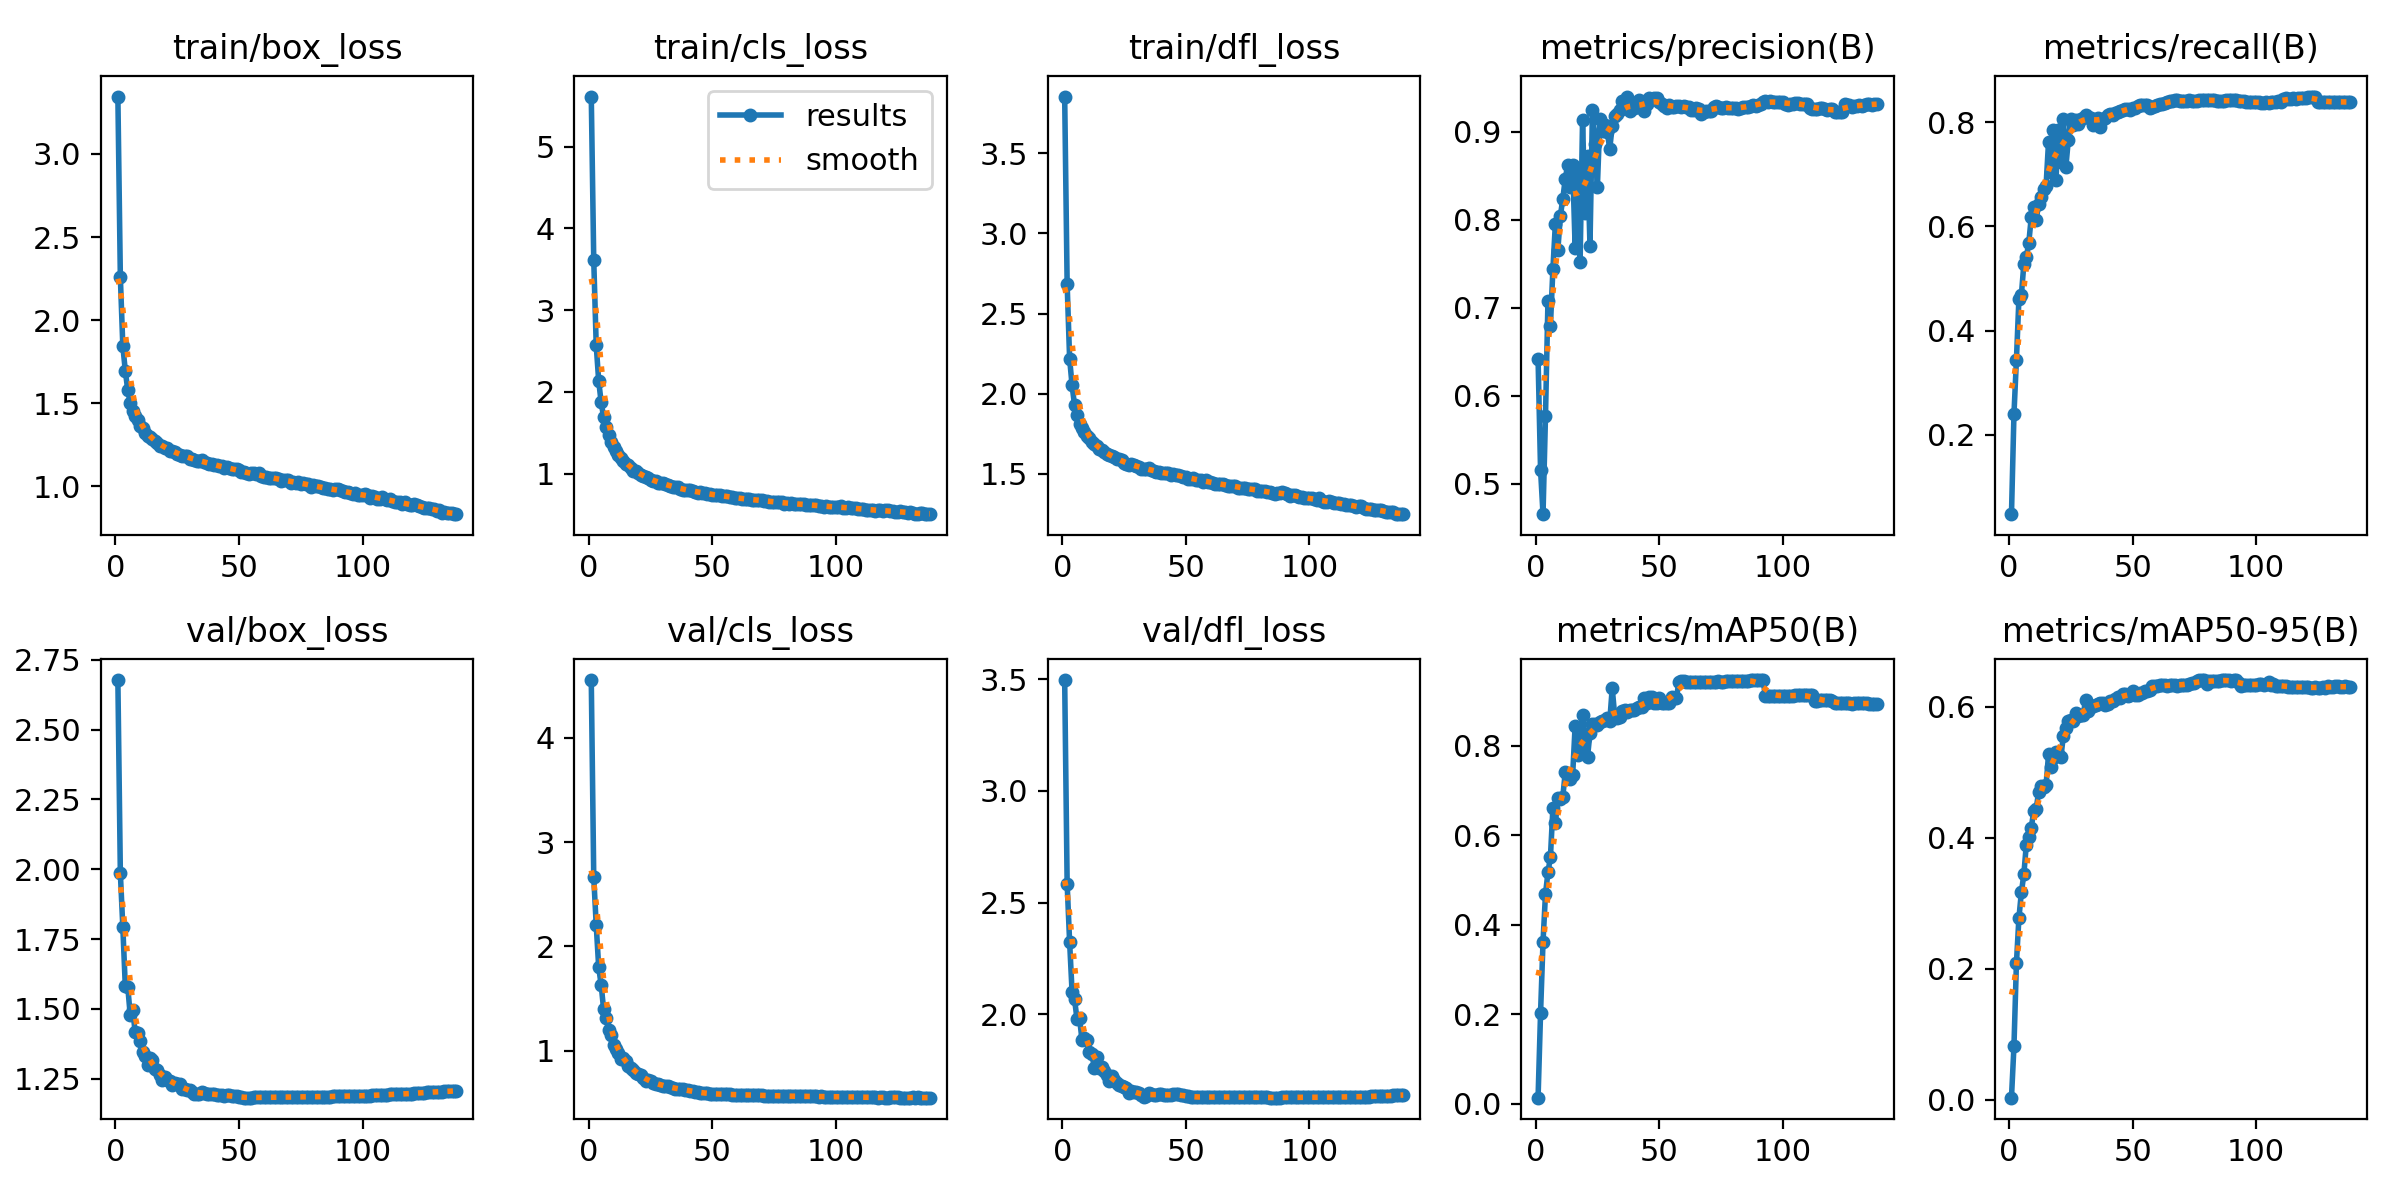 train/box_loss
3.0
2.5
2.0
1.5
1.0
0 50 100
train/cls_loss
results
smooth
5
4
3
2
1
0 50 100
train/dfl_loss
3.5
3.0
2.5
2.0
1.5
0 50 100
metrics/precision(B)
0.9
0.8
0.7
0.6
0.5
0 50 100
metrics/recall(B)
0.8
0.6
0.4
0.2
0 50 100
val/box_loss
2.75
2.50
2.25
2.00
1.75
1.50
1.25
0 50 100
val/cls_loss
4
3
2
1
0 50 100
val/dfl_loss
3.5
3.0
2.5
2.0
0 50 100
metrics/mAP50(B)
0.8
0.6
0.4
0.2
0.0
0 50 100
metrics/mAP50-95(B)
0.6
0.4
0.2
0.0
0 50 100